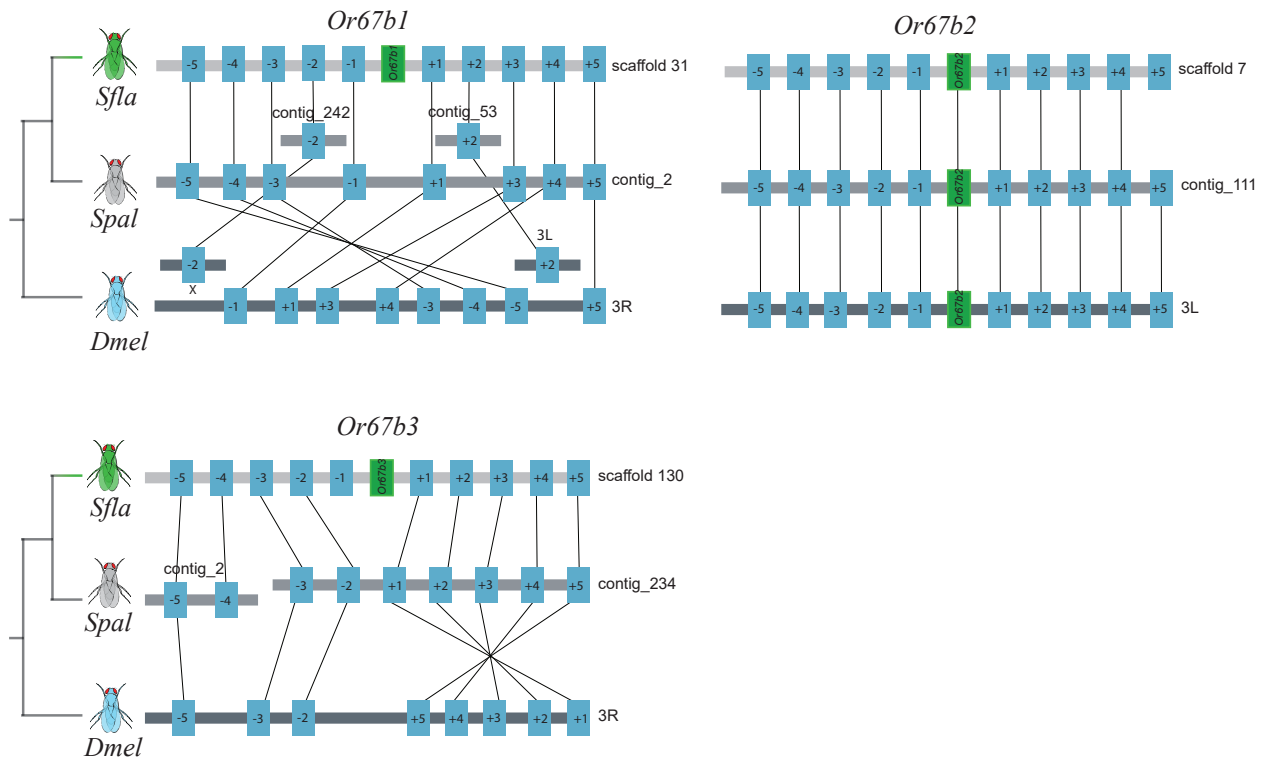 Or67b1
Sfla
-5 -4 -3 -2 -1 Or67b1 +1 +2 +3 +4 +5 scaffold 31
contig_242 contig_53
-2 +2
Spal
-5 -4 -3 -1 +1 +3 +4 +5 contig_2
3L
-2 +2
x
Dmel
-1 +1 +3 +4 -3 -4 -5 +5 3R
Or67b2
-5 -4 -3 -2 -1 Or67b2 +1 +2 +3 +4 +5 scaffold 7
-5 -4 -3 -2 -1 Or67b2 +1 +2 +3 +4 +5 contig_111
-5 -4 -3 -2 -1 Or67b2 +1 +2 +3 +4 +5 3L
Or67b3
Sfla
-5 -4 -3 -2 -1 Or67b3 +1 +2 +3 +4 +5 scaffold 130
contig_2
-5 -4
Spal
-3 -2 +1 +2 +3 +4 +5 contig_234
Dmel
-5 -3 -2 +5 +4 +3 +2 +1 3R